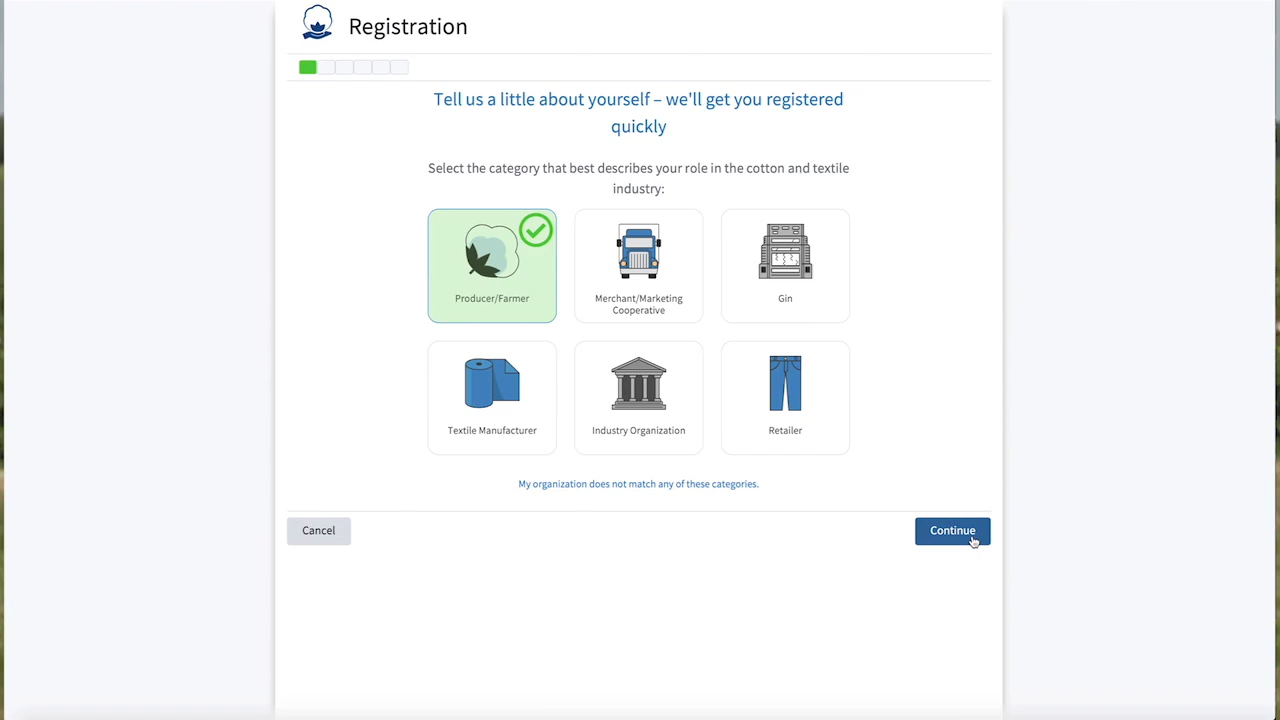 Registration
Tell us a little about yourself – we'll get you registered
quickly
Select the category that best describes your role in the cotton and textile
industry:
Producer/Farmer
Merchant/Marketing
Cooperative
Gin
Textile Manufacturer
Industry Organization
Retailer
My organization does not match any of these categories.
Cancel
Continue